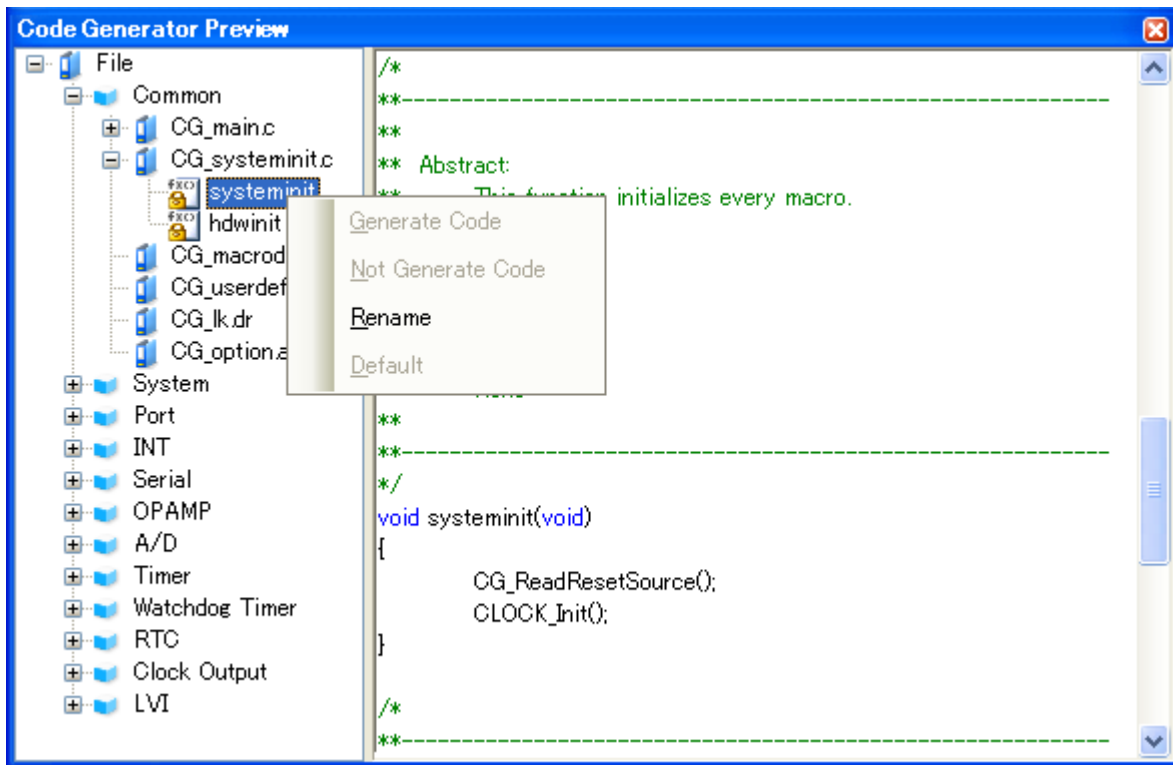 Code Generator Preview
File
Common
CG_main.c
CG_systeminit.c
systeminit
hdwinit
CG_macrod
CG_userdef
CG_lk.dr
CG_option.a
System
Port
INT
Serial
OPAMP
A/D
Timer
Watchdog Timer
RTC
Clock Output
LVI
Generate Code
Not Generate Code
Rename
Default
/*
**-----------------------------------------------------------
**
** Abstract:
** This function initializes every macro.
**
**-----------------------------------------------------------
*/
void systeminit(void)
{
CG_ReadResetSource();
CLOCK_Init();
}
/*
**-----------------------------------------------------------